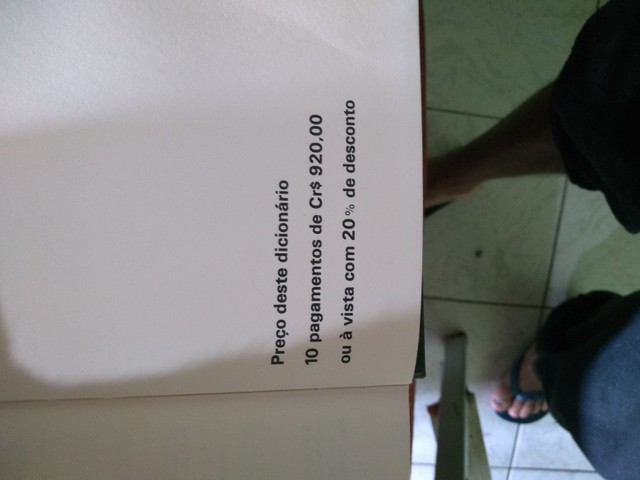 Preço deste dicionário
10 pagamentos de Cr$ 920,00
ou à vista com 20% de desconto